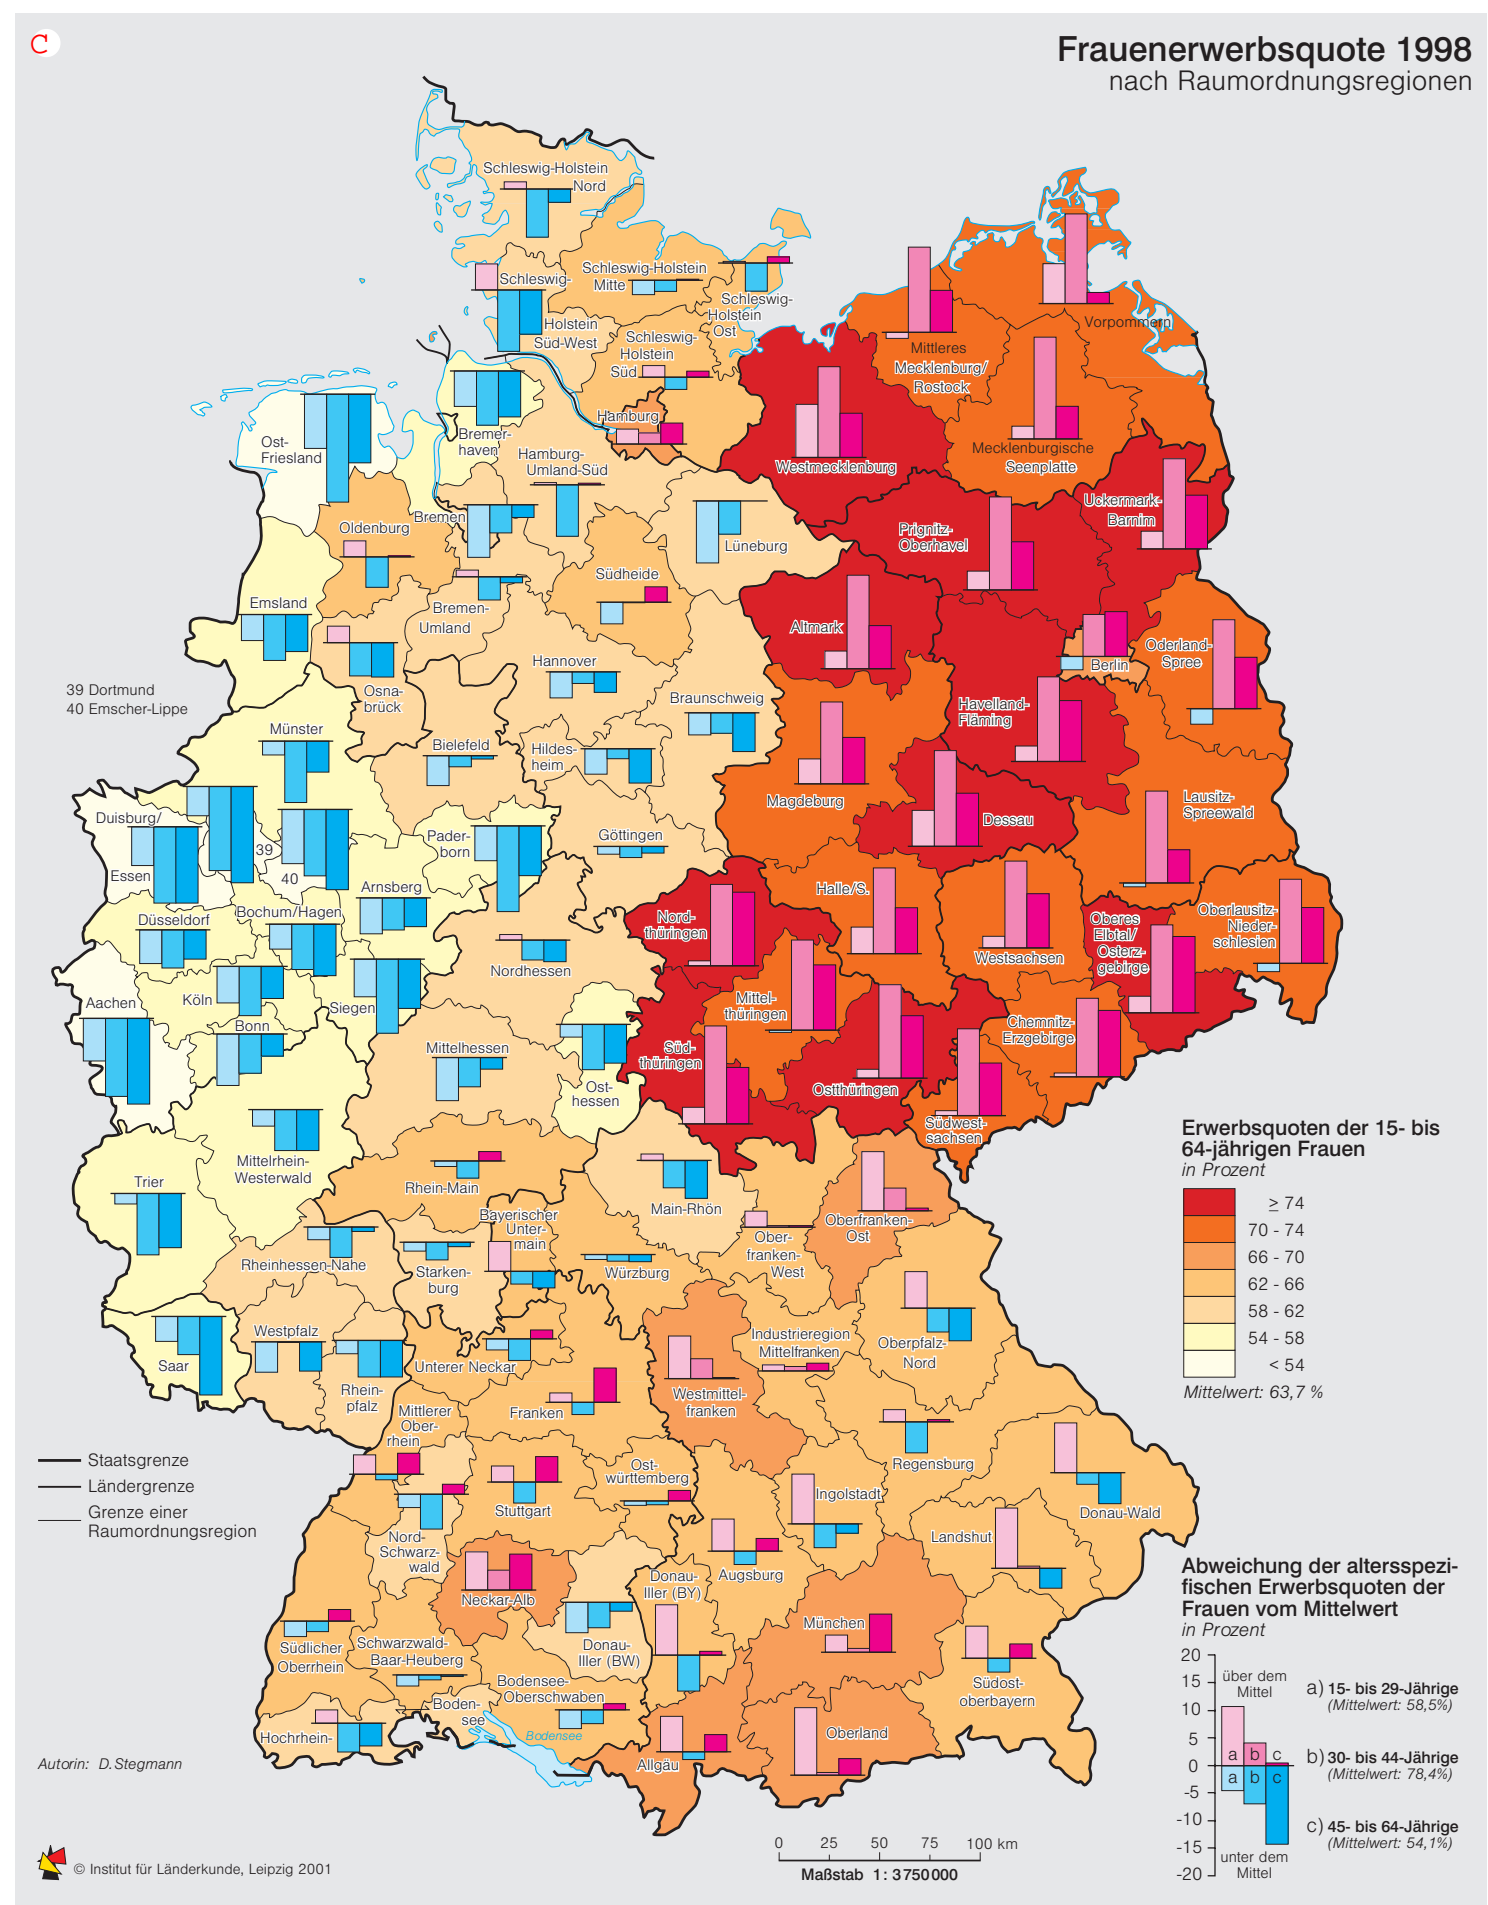 C
Frauenerwerbsquote 1998
nach Raumordnungsregionen
Schleswig-Holstein
Nord
Schleswig-
Holstein
Süd-West
Schleswig-Holstein
Mitte
Schleswig-
Holstein
Ost
Schleswig-
Holstein
Süd
Hamburg
Vorpommern
Mittleres
Mecklenburg/
Rostock
Mecklenburgische
Seenplatte
Westmecklenburg
Ost-
Friesland
Bremer-
haven
Hamburg-
Umland-Süd
Oldenburg
Bremen
Lüneburg
Uckermark-
Barnim
Prignitz-
Oberhavel
Südheide
Emsland
Bremen-
Umland
Altmark
Berlin
Oderland-
Spree
39 Dortmund
40 Emscher-Lippe
Osna-
brück
Hannover
Braunschweig
Havelland-
Fläming
Münster
Bielefeld
Hildes-
heim
Magdeburg
Dessau
Lausitz-
Spreewald
Duisburg/
Essen
39
40
Pader-
born
Göttingen
Arnsberg
Halle/S.
Düsseldorf
Bochum/Hagen
Nord-
thüringen
Westsachsen
Oberes
Elbtal/
Osterz-
gebirge
Oberlausitz-
Nieder-
schlesien
Nordhessen
Aachen
Köln
Siegen
Bonn
Mittel-
thüringen
Chemnitz-
Erzgebirge
Mittelhessen
Ost-
hessen
Süd-
thüringen
Ostthüringen
Südwest-
sachsen
Mittelrhein-
Westerwald
Trier
Rhein-Main
Main-Rhön
Bayerischer
Unter-
main
Ober-
franken-
West
Oberfranken-
Ost
Rheinhessen-Nahe
Starken-
burg
Würzburg
Saar
Westpfalz
Rhein-
pfalz
Unterer Neckar
Industrieregion
Mittelfranken
Oberpfalz-
Nord
Mittlerer
Ober-
rhein
Franken
Westmittel-
franken
Regensburg
Donau-Wald
Ost-
württemberg
Stuttgart
Ingolstadt
Landshut
Nord-
Schwarz-
wald
Neckar-Alb
Donau-
Iller (BY)
Augsburg
München
Südlicher
Oberrhein
Schwarzwald-
Baar-Heuberg
Donau-
Iller (BW)
Südost-
oberbayern
Bodensee-
Oberschwaben
Boden-
see
Bodensee
Hochrhein-
Allgäu
Oberland
Erwerbsquoten der 15- bis
64-jährigen Frauen
in Prozent
≥ 74
70 - 74
66 - 70
62 - 66
58 - 62
54 - 58
< 54
Mittelwert: 63,7 %
Staatsgrenze
Ländergrenze
Grenze einer
Raumordnungsregion
Abweichung der altersspezi-
fischen Erwerbsquoten der
Frauen vom Mittelwert
in Prozent
20
15
10
5
0
-5
-10
-15
-20
über dem
Mittel
a b c
a b c
unter dem
Mittel
a) 15- bis 29-Jährige
(Mittelwert: 58,5%)
b) 30- bis 44-Jährige
(Mittelwert: 78,4%)
c) 45- bis 64-Jährige
(Mittelwert: 54,1%)
Autorin: D.Stegmann
© Institut für Länderkunde, Leipzig 2001
0 25 50 75 100 km
Maßstab 1 : 3750000